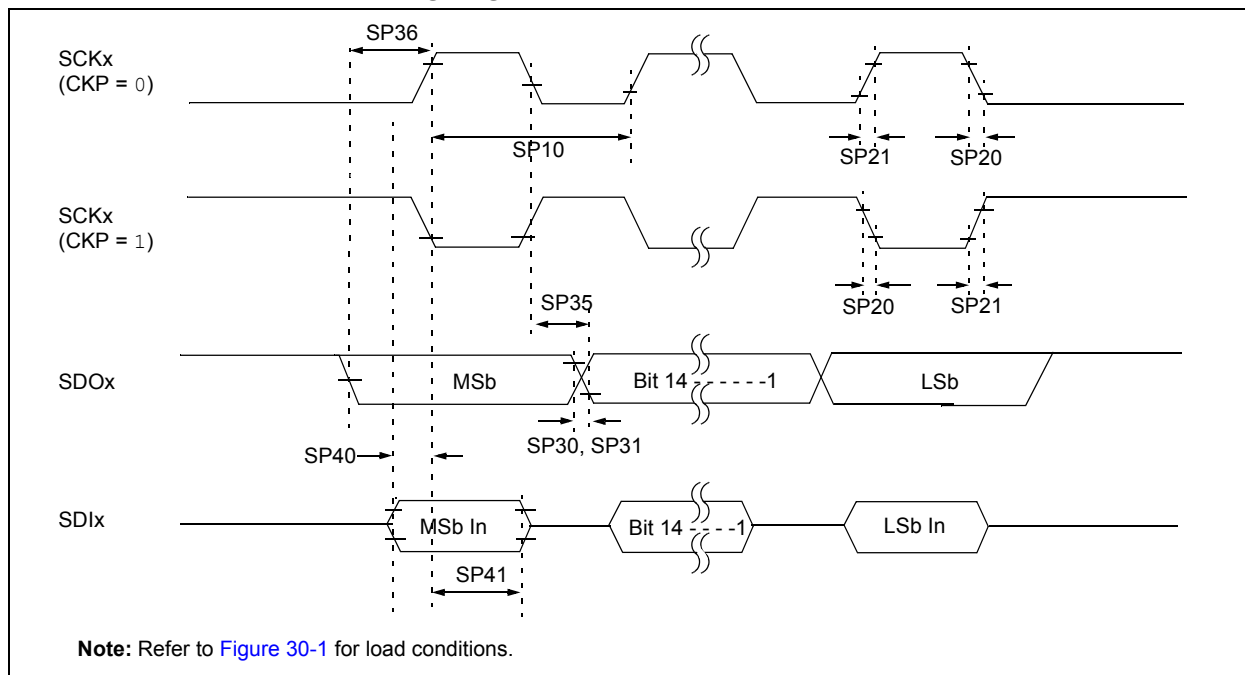 SP36
SCKx
(CKP = 0)
SP10
SP21
SP20
SCKx
(CKP = 1)
SP35
SP20
SP21
SDOx
MSb
Bit 14 - - - - - -1
LSb
SP30, SP31
SP40
SDIx
MSb In
Bit 14 - - - - -1
LSb In
SP41
Note: Refer to Figure 30-1 for load conditions.